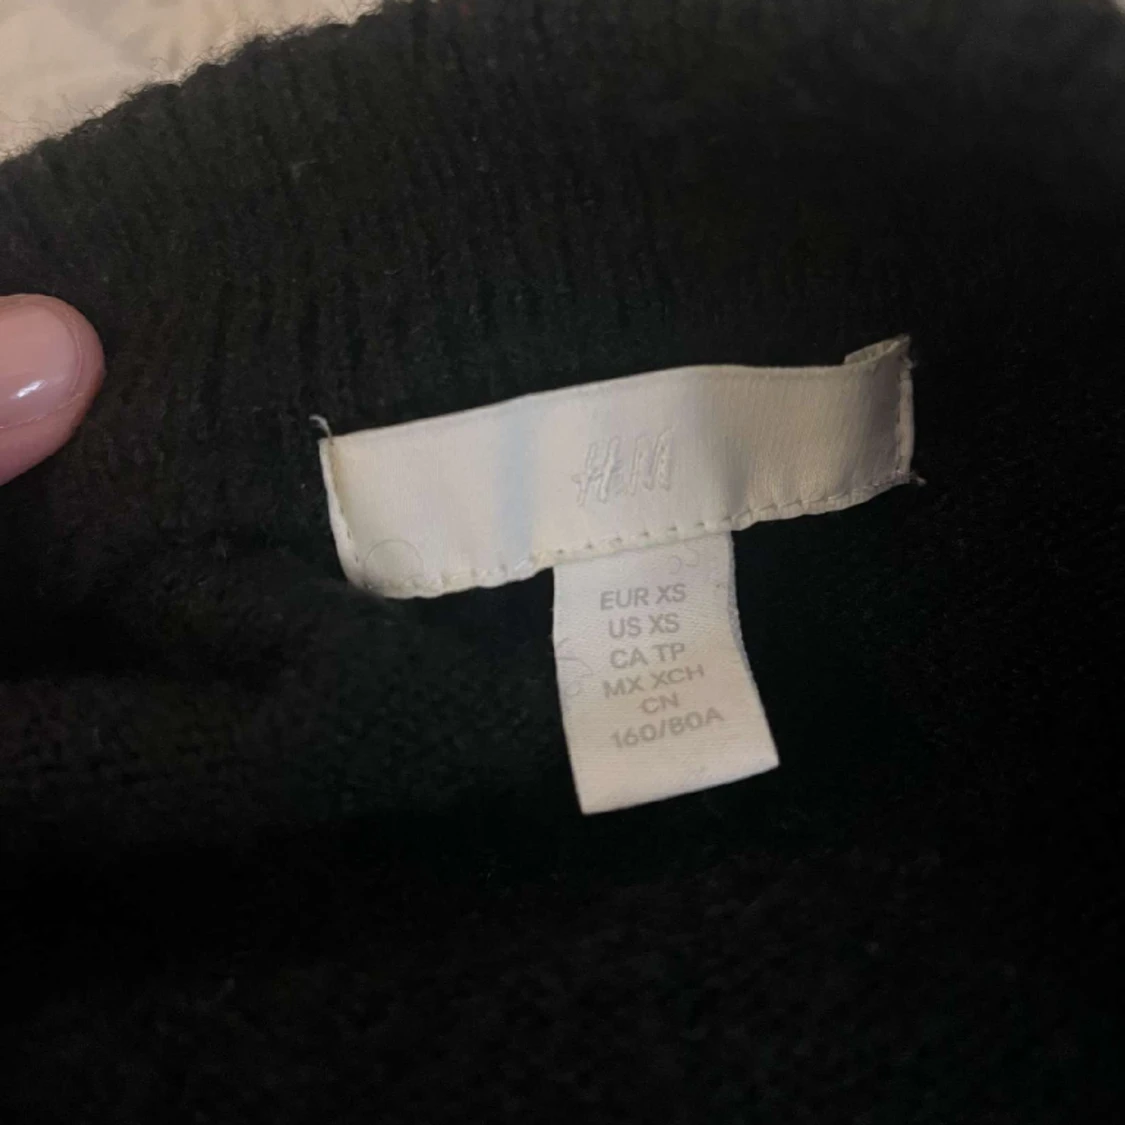 H&M
EUR XS
US XS
CA TP
MX XCH
CN
160/80A